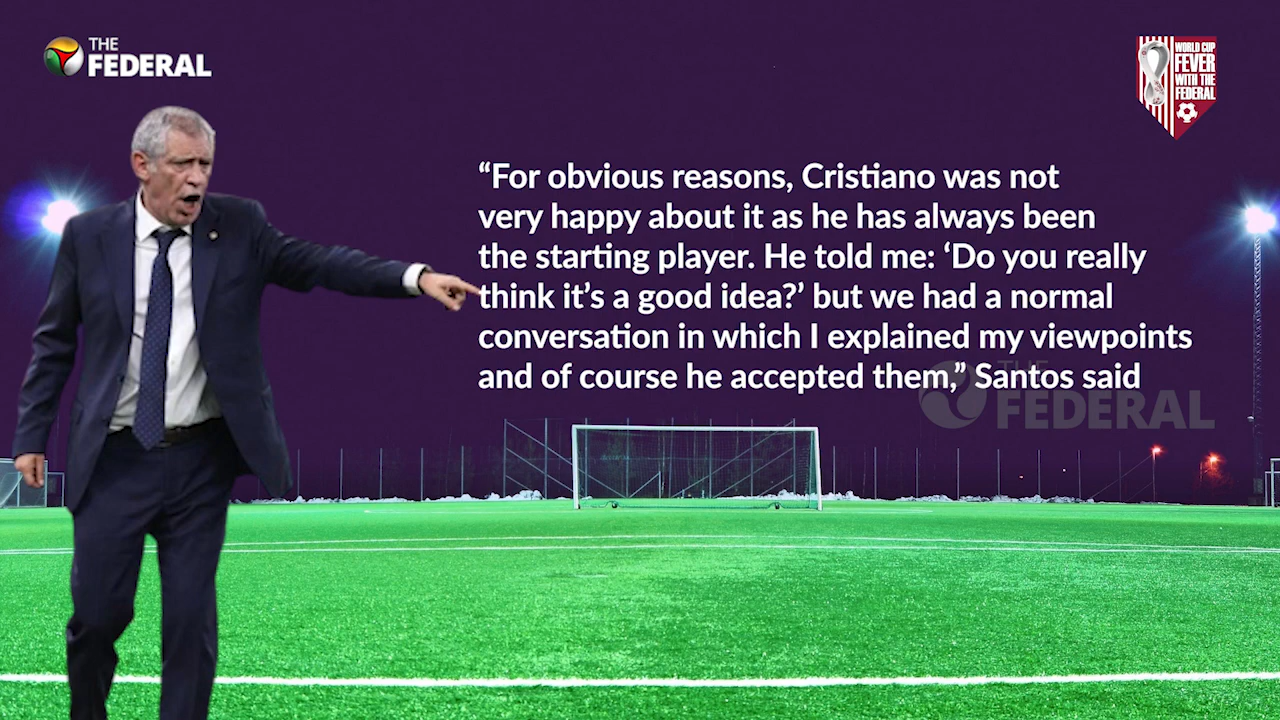 THE
FEDERAL
WORLD CUP
FEVER
WITH THE
FEDERAL
“For obvious reasons, Cristiano was not
very happy about it as he has always been
the starting player. He told me: ‘Do you really
think it’s a good idea?’ but we had a normal
conversation in which I explained my viewpoints
and of course he accepted them,” Santos said
THE
FEDERAL